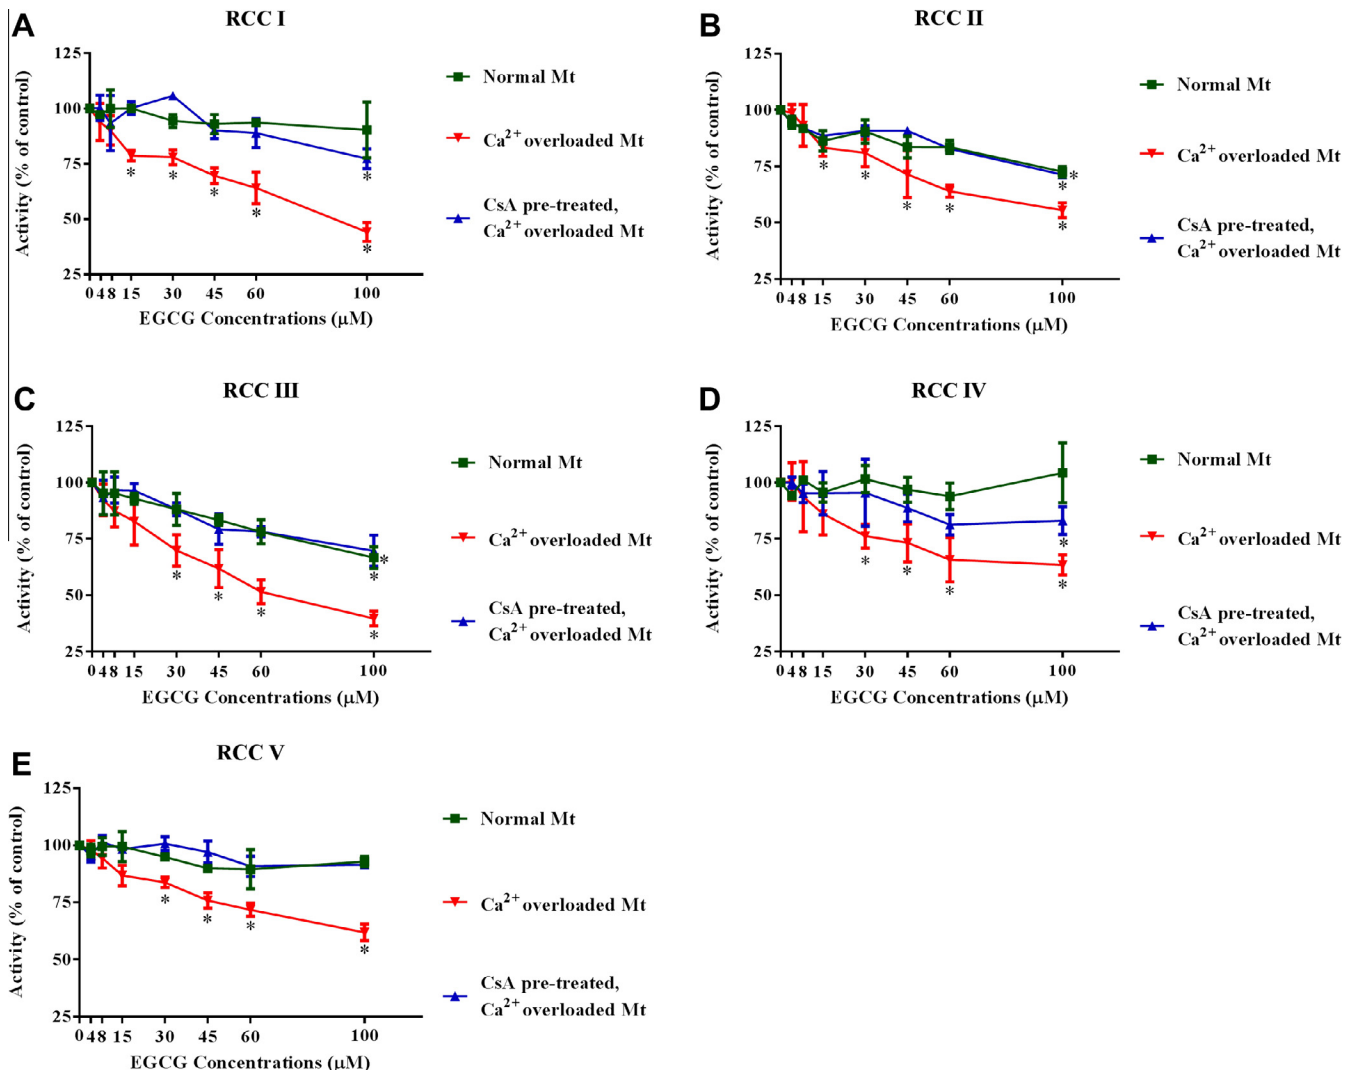 A
RCC I
125
100
75
50
25
Activity (% of control)
0 4 8 15 30 45 60 100
EGCG Concentrations (μM)
Normal Mt
Ca2+ overloaded Mt
CsA pre-treated,
Ca2+ overloaded Mt
* * * * * *
B
RCC II
125
100
75
50
25
Activity (% of control)
0 4 8 15 30 45 60 100
EGCG Concentrations (μM)
Normal Mt
Ca2+ overloaded Mt
CsA pre-treated,
Ca2+ overloaded Mt
* * * * * * *
C
RCC III
125
100
75
50
25
Activity (% of control)
0 4 8 15 30 45 60 100
EGCG Concentrations (μM)
Normal Mt
Ca2+ overloaded Mt
CsA pre-treated,
Ca2+ overloaded Mt
* * * * * *
D
RCC IV
125
100
75
50
25
Activity (% of control)
0 4 8 15 30 45 60 100
EGCG Concentrations (μM)
Normal Mt
Ca2+ overloaded Mt
CsA pre-treated,
Ca2+ overloaded Mt
* * * * *
E
RCC V
125
100
75
50
25
Activity (% of control)
0 4 8 15 30 45 60 100
EGCG Concentrations (μM)
Normal Mt
Ca2+ overloaded Mt
CsA pre-treated,
Ca2+ overloaded Mt
* * * *